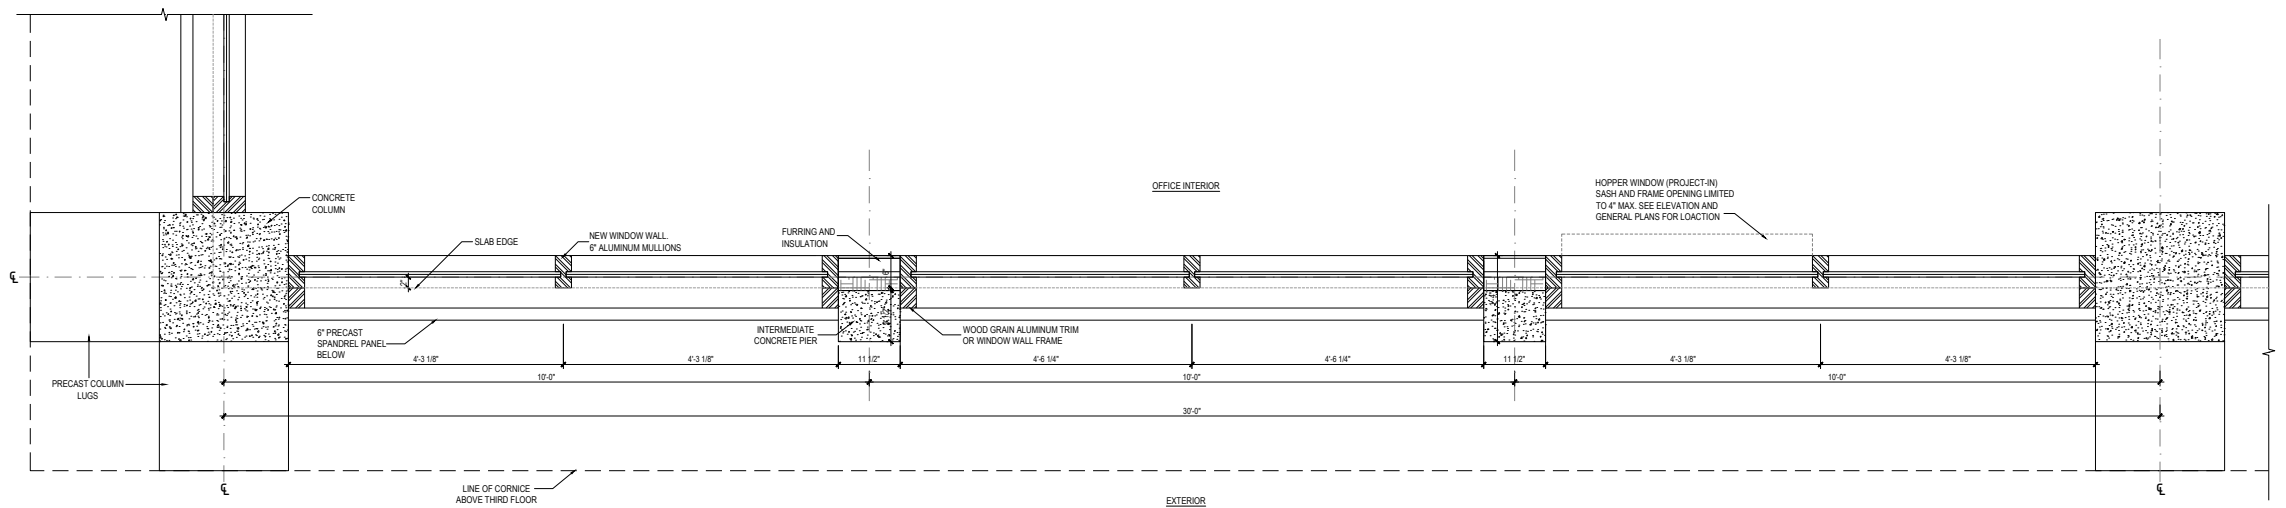 OFFICE INTERIOR
HOPPER WINDOW (PROJECT-IN)
SASH AND FRAME OPENING LIMITED
TO 4" MAX. SEE ELEVATION AND
GENERAL PLANS FOR LOACTION
CONCRETE
COLUMN
SLAB EDGE
NEW WINDOW WALL.
6" ALUMINUM MULLIONS
FURRING AND
INSULATION
℄
2"
6"
6" PRECAST
SPANDREL PANEL
BELOW
INTERMEDIATE
CONCRETE PIER
WOOD GRAIN ALUMINUM TRIM
OR WINDOW WALL FRAME
4'-3 1/8"
4'-3 1/8"
11 1/2"
4'-6 1/4"
4'-6 1/4"
11 1/2"
4'-3 1/8"
4'-3 1/8"
10'-0"
10'-0"
10'-0"
PRECAST COLUMN
LUGS
30'-0"
℄
℄
LINE OF CORNICE
ABOVE THIRD FLOOR
EXTERIOR